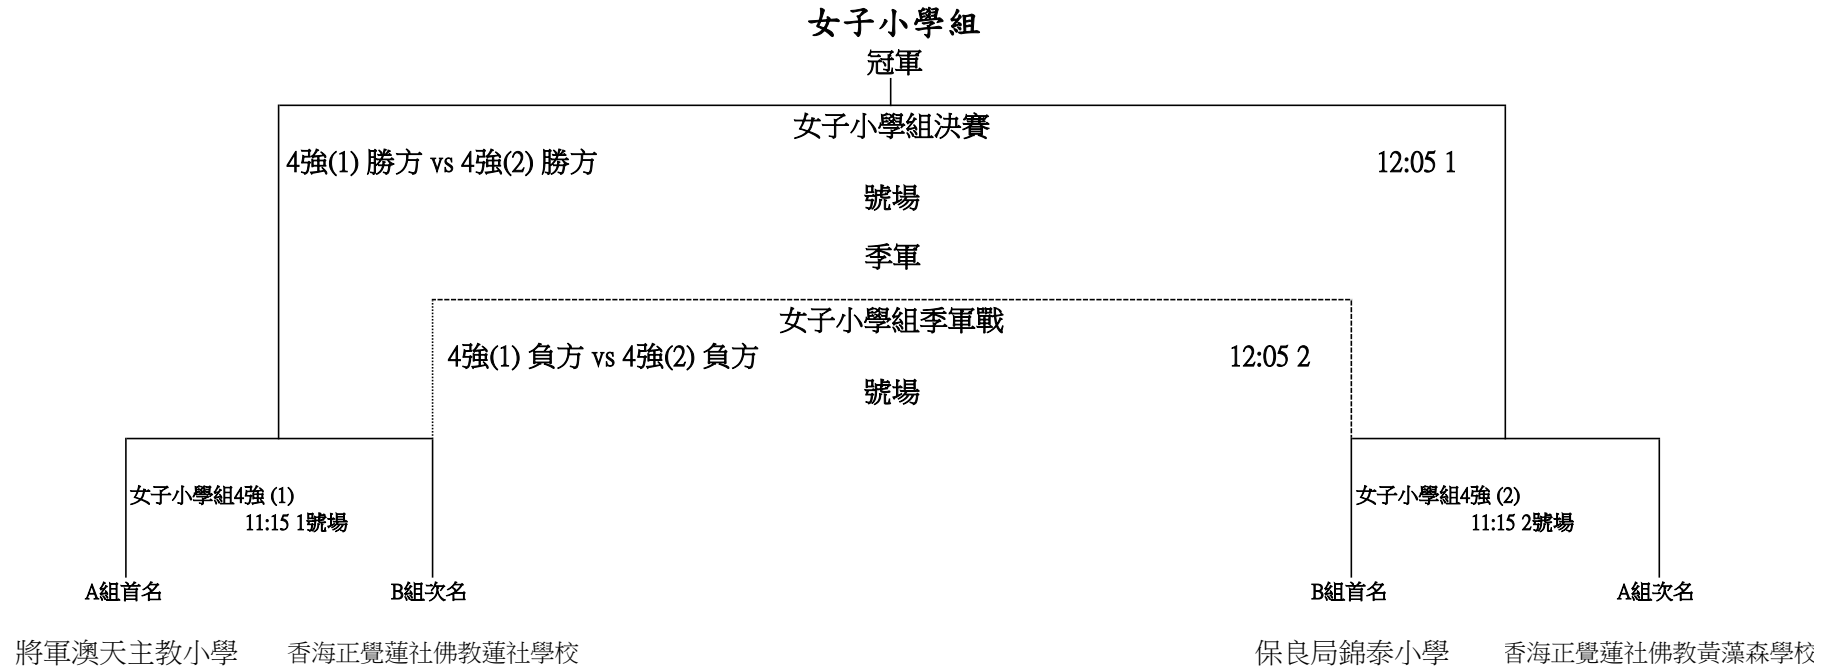 女子小學組
冠軍
女子小學組決賽
4強(1) 勝方 vs 4強(2) 勝方 12:05 1
號場
季軍
女子小學組季軍戰
4強(1) 負方 vs 4強(2) 負方 12:05 2
號場
女子小學組4強 (1) 女子小學組4強 (2)
11:15 1號場 11:15 2號場
A組首名 B組次名 B組首名 A組次名
將軍澳天主教小學 香海正覺蓮社佛教蓮社學校 保良局錦泰小學 香海正覺蓮社佛教黃藻森學校